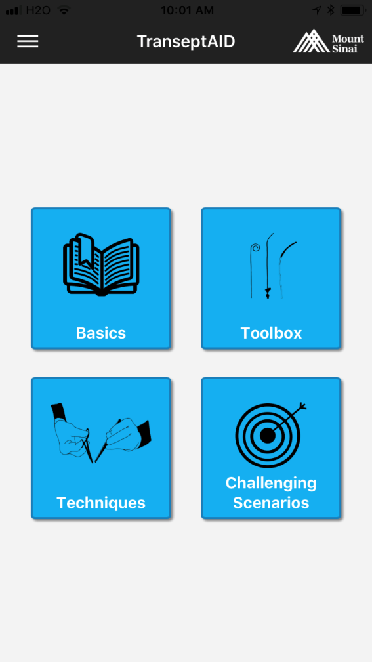 H2O 10:01 AM
TranseptAID
Mount
Sinai
Basics
Toolbox
Techniques
Challenging
Scenarios